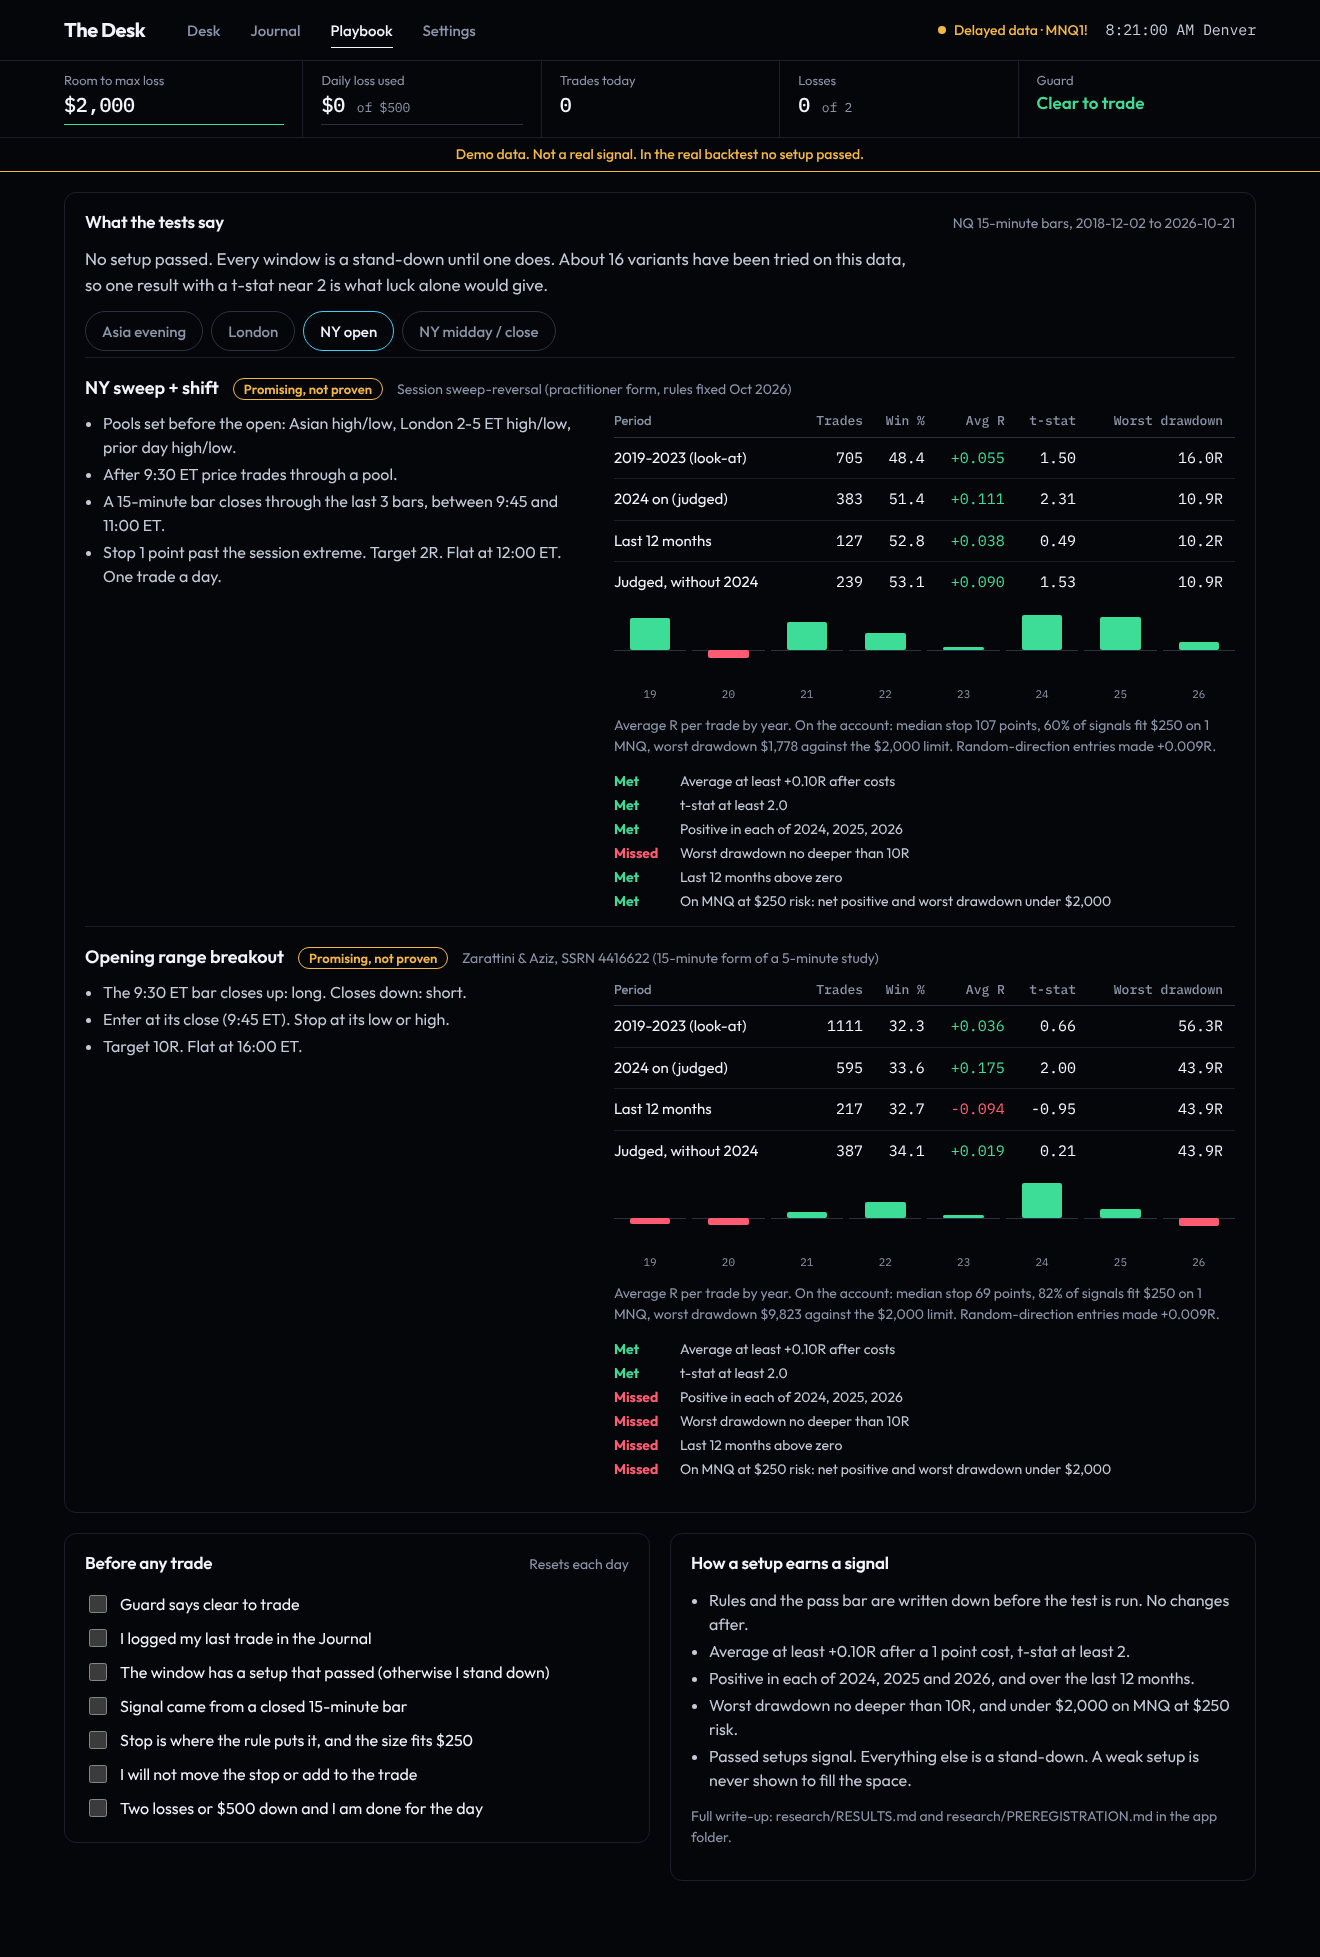 The Desk
Desk
Journal
Playbook
Settings
Delayed data · MNQ1!
8:21:00 AM Denver
Room to max loss
$2,000
Daily loss used
$0 of $500
Trades today
0
Losses
0 of 2
Guard
Clear to trade
Demo data. Not a real signal. In the real backtest no setup passed.
What the tests say
NQ 15-minute bars, 2018-12-02 to 2026-10-21
No setup passed. Every window is a stand-down until one does. About 16 variants have been tried on this data,
so one result with a t-stat near 2 is what luck alone would give.
Asia evening
London
NY open
NY midday / close
NY sweep + shift
Promising, not proven
Session sweep-reversal (practitioner form, rules fixed Oct 2026)
• Pools set before the open: Asian high/low, London 2-5 ET high/low,
prior day high/low.
• After 9:30 ET price trades through a pool.
• A 15-minute bar closes through the last 3 bars, between 9:45 and
11:00 ET.
• Stop 1 point past the session extreme. Target 2R. Flat at 12:00 ET.
One trade a day.
Period Trades Win % Avg R t-stat Worst drawdown
2019-2023 (look-at) 705 48.4 +0.055 1.50 16.0R
2024 on (judged) 383 51.4 +0.111 2.31 10.9R
Last 12 months 127 52.8 +0.038 0.49 10.2R
Judged, without 2024 239 53.1 +0.090 1.53 10.9R
19 20 21 22 23 24 25 26
Average R per trade by year. On the account: median stop 107 points, 60% of signals fit $250 on 1
MNQ, worst drawdown $1,778 against the $2,000 limit. Random-direction entries made +0.009R.
Met Average at least +0.10R after costs
Met t-stat at least 2.0
Met Positive in each of 2024, 2025, 2026
Missed Worst drawdown no deeper than 10R
Met Last 12 months above zero
Met On MNQ at $250 risk: net positive and worst drawdown under $2,000
Opening range breakout
Promising, not proven
Zarattini & Aziz, SSRN 4416622 (15-minute form of a 5-minute study)
• The 9:30 ET bar closes up: long. Closes down: short.
• Enter at its close (9:45 ET). Stop at its low or high.
• Target 10R. Flat at 16:00 ET.
Period Trades Win % Avg R t-stat Worst drawdown
2019-2023 (look-at) 1111 32.3 +0.036 0.66 56.3R
2024 on (judged) 595 33.6 +0.175 2.00 43.9R
Last 12 months 217 32.7 -0.094 -0.95 43.9R
Judged, without 2024 387 34.1 +0.019 0.21 43.9R
19 20 21 22 23 24 25 26
Average R per trade by year. On the account: median stop 69 points, 82% of signals fit $250 on 1
MNQ, worst drawdown $9,823 against the $2,000 limit. Random-direction entries made +0.009R.
Met Average at least +0.10R after costs
Met t-stat at least 2.0
Missed Positive in each of 2024, 2025, 2026
Missed Worst drawdown no deeper than 10R
Missed Last 12 months above zero
Missed On MNQ at $250 risk: net positive and worst drawdown under $2,000
Before any trade
Resets each day
Guard says clear to trade
I logged my last trade in the Journal
The window has a setup that passed (otherwise I stand down)
Signal came from a closed 15-minute bar
Stop is where the rule puts it, and the size fits $250
I will not move the stop or add to the trade
Two losses or $500 down and I am done for the day
How a setup earns a signal
• Rules and the pass bar are written down before the test is run. No changes
after.
• Average at least +0.10R after a 1 point cost, t-stat at least 2.
• Positive in each of 2024, 2025 and 2026, and over the last 12 months.
• Worst drawdown no deeper than 10R, and under $2,000 on MNQ at $250
risk.
• Passed setups signal. Everything else is a stand-down. A weak setup is
never shown to fill the space.
Full write-up: research/RESULTS.md and research/PREREGISTRATION.md in the app
folder.